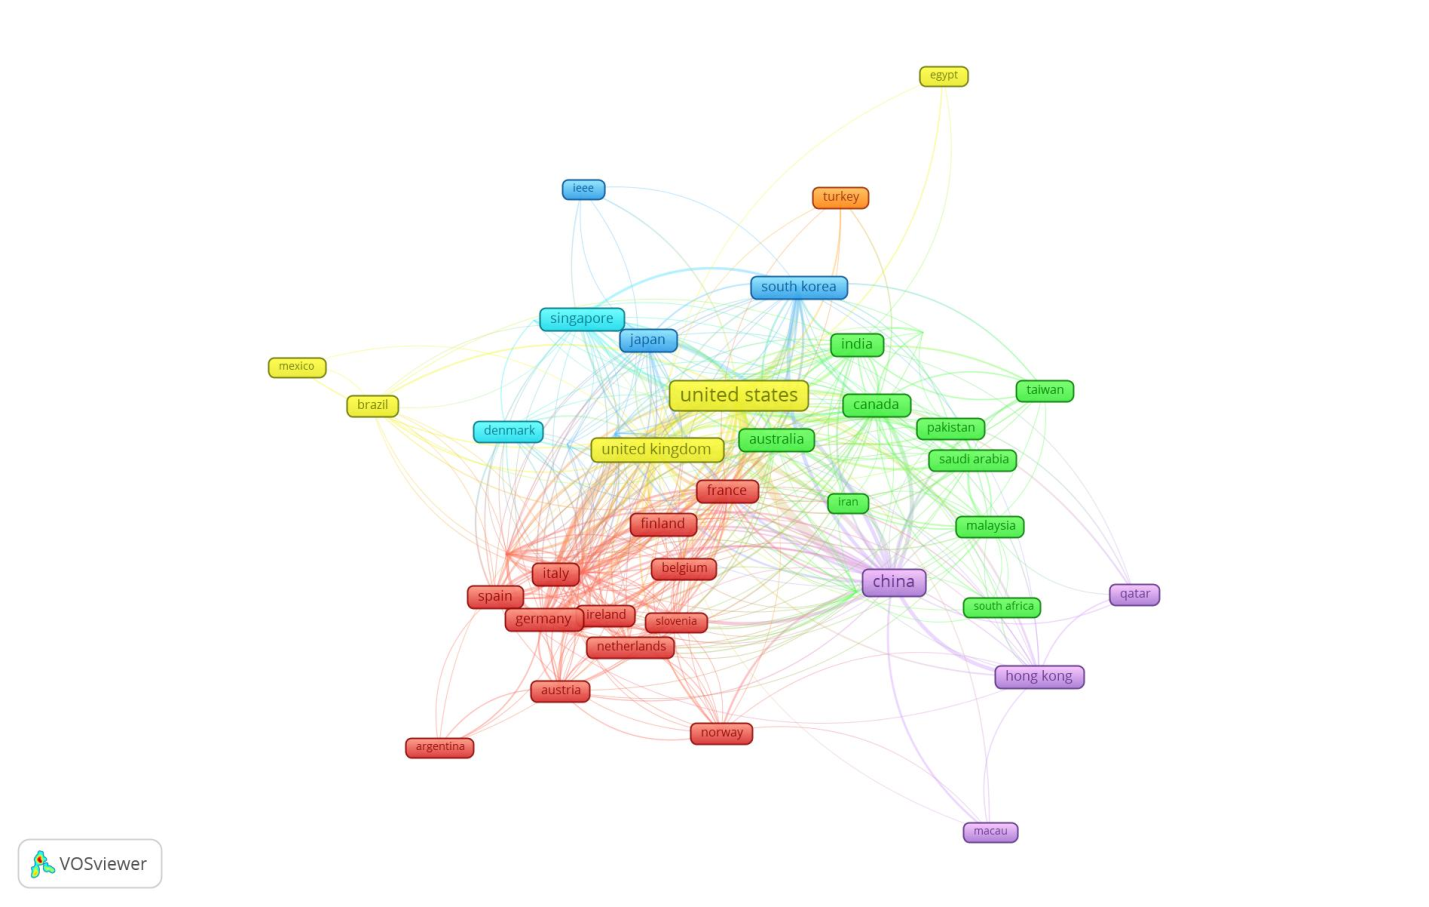 egypt
ieee
turkey
south korea
singapore
japan
india
mexico
united states
taiwan
brazil
canada
pakistan
denmark
australia
united kingdom
saudi arabia
france
iran
finland
malaysia
belgium
italy
china
spain
qatar
south africa
germany
ireland
slovenia
netherlands
hong kong
austria
norway
argentina
macau
VOSviewer